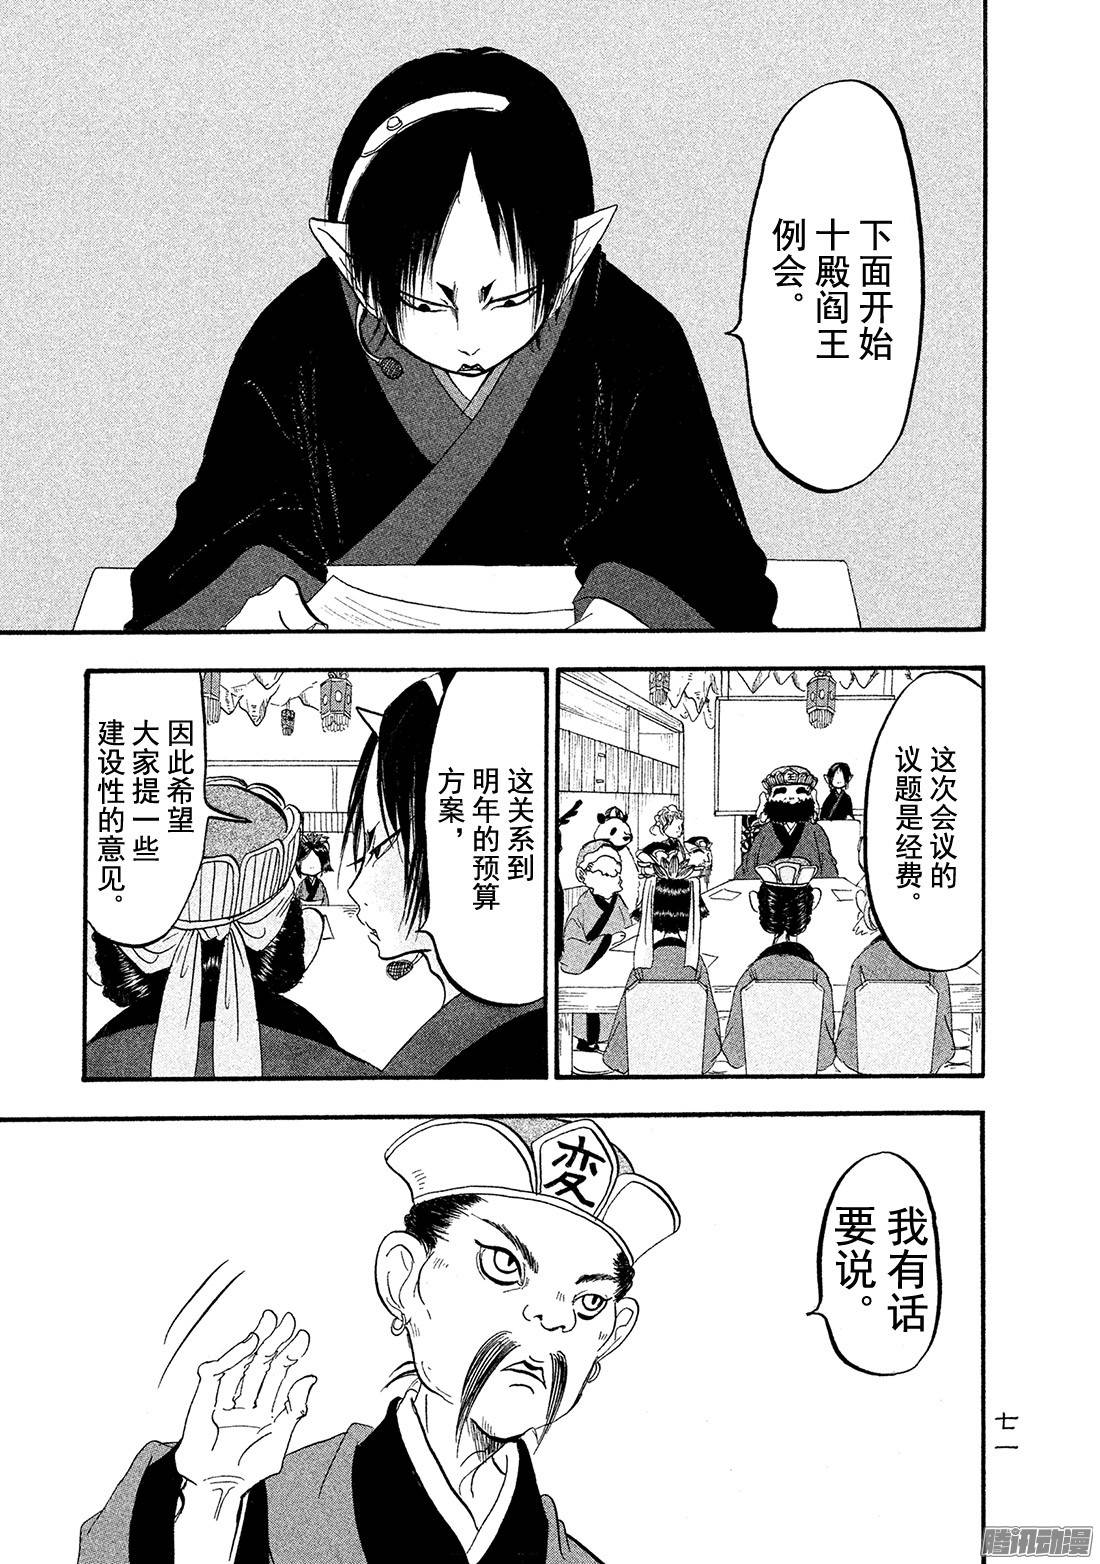 下面开始
十殿阎王
例会。
这次会议的
议题是经费。
王
这关系到
明年的预算
方案，
因此希望
大家提一些
建设性的意见。
我有话
要说。
変
七一
腾讯动漫